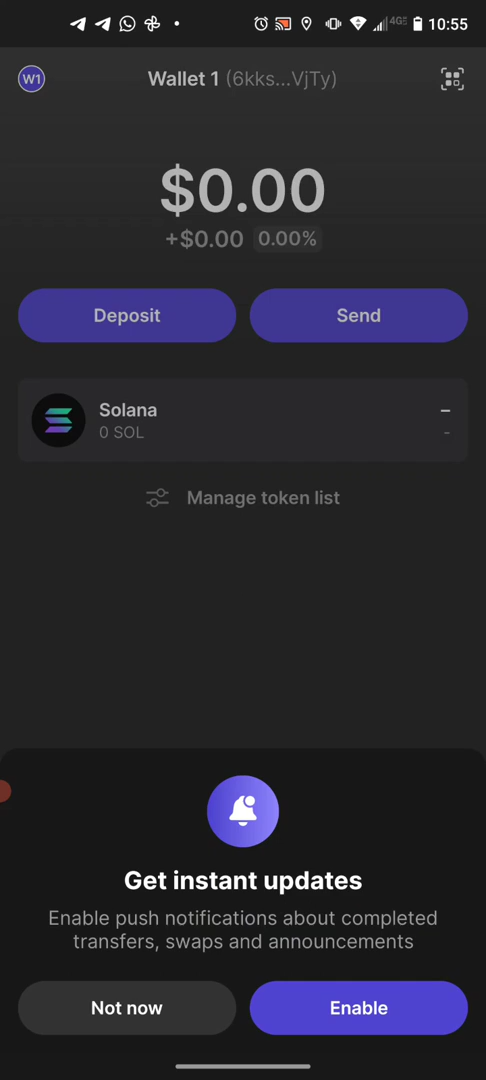 4GE 10:55
W1 Wallet 1 (6kks...VjTy)
$0.00
+$0.00 0.00%
Deposit Send
Solana –
0 SOL -
Manage token list
Get instant updates
Enable push notifications about completed
transfers, swaps and announcements
Not now Enable